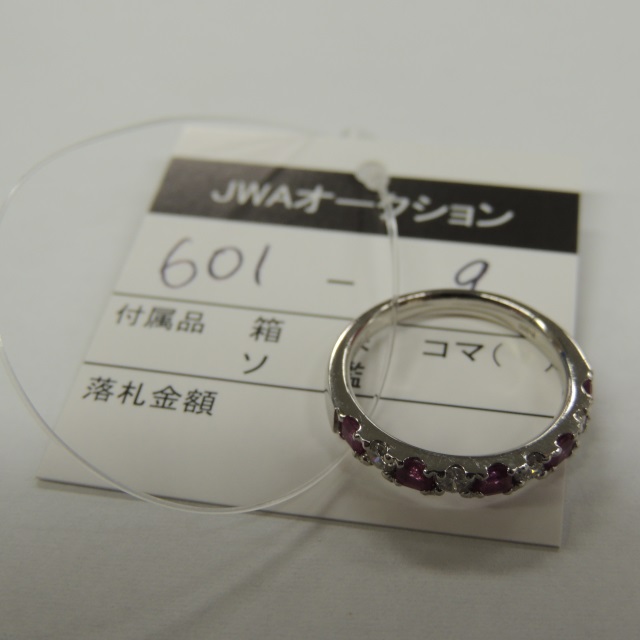 JWAオークション
601 - 9
付属品 箱 コマ(
ソ
落札金額